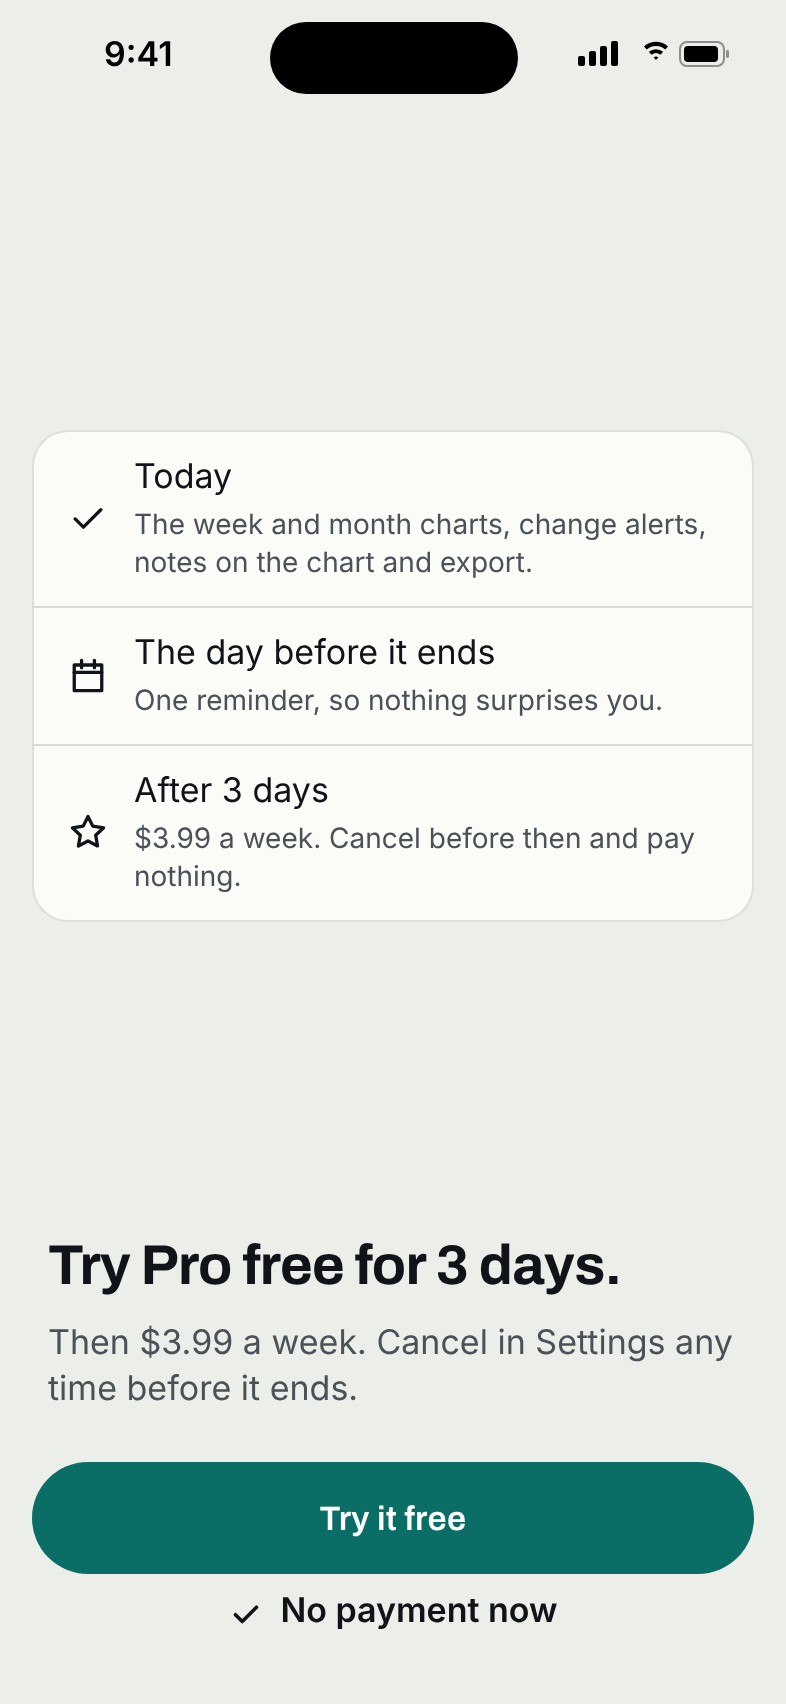 9:41
Today
The week and month charts, change alerts,
notes on the chart and export.
The day before it ends
One reminder, so nothing surprises you.
After 3 days
$3.99 a week. Cancel before then and pay
nothing.
Try Pro free for 3 days.
Then $3.99 a week. Cancel in Settings any
time before it ends.
Try it free
No payment now